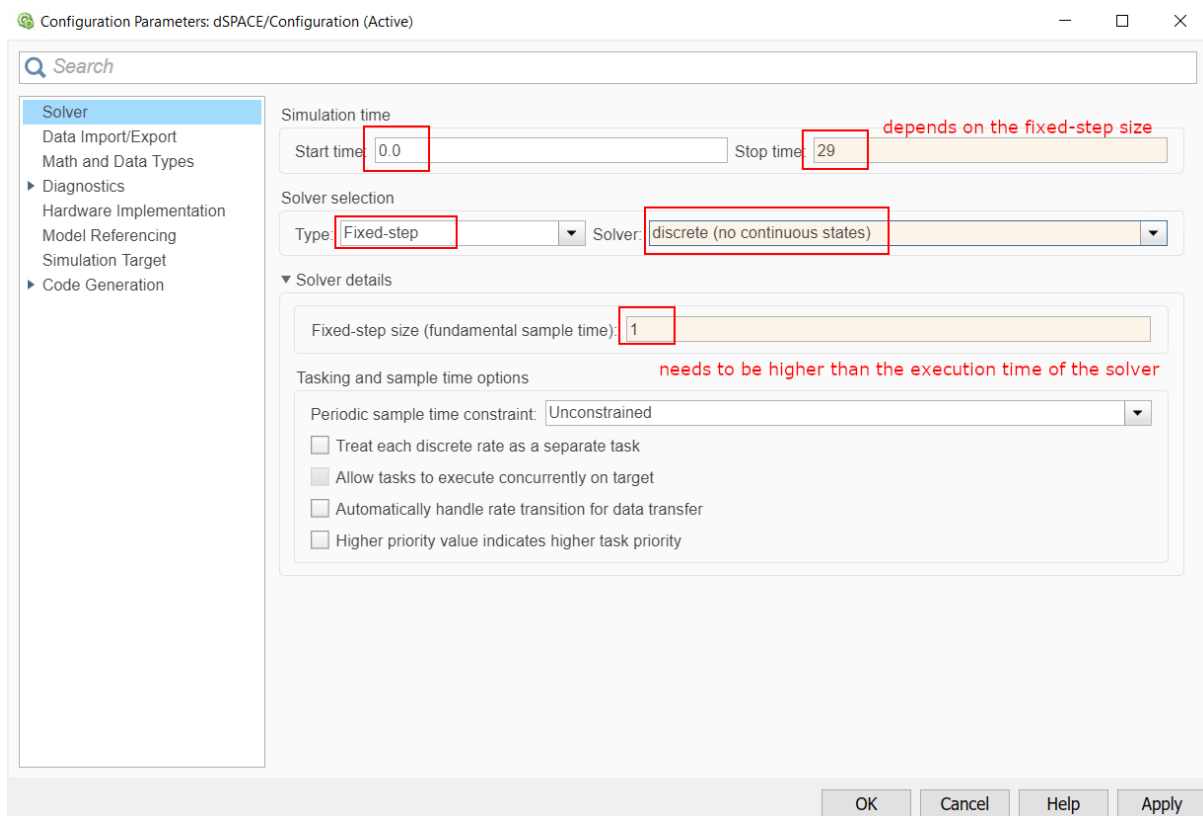 Configuration Parameters: dSPACE/Configuration (Active)
Search
Solver
Data Import/Export
Math and Data Types
Diagnostics
Hardware Implementation
Model Referencing
Simulation Target
Code Generation
Simulation time
depends on the fixed-step size
Start time: 0.0 Stop time: 29
Solver selection
Type: Fixed-step Solver: discrete (no continuous states)
Solver details
Fixed-step size (fundamental sample time): 1
needs to be higher than the execution time of the solver
Tasking and sample time options
Periodic sample time constraint: Unconstrained
Treat each discrete rate as a separate task
Allow tasks to execute concurrently on target
Automatically handle rate transition for data transfer
Higher priority value indicates higher task priority
OK Cancel Help Apply